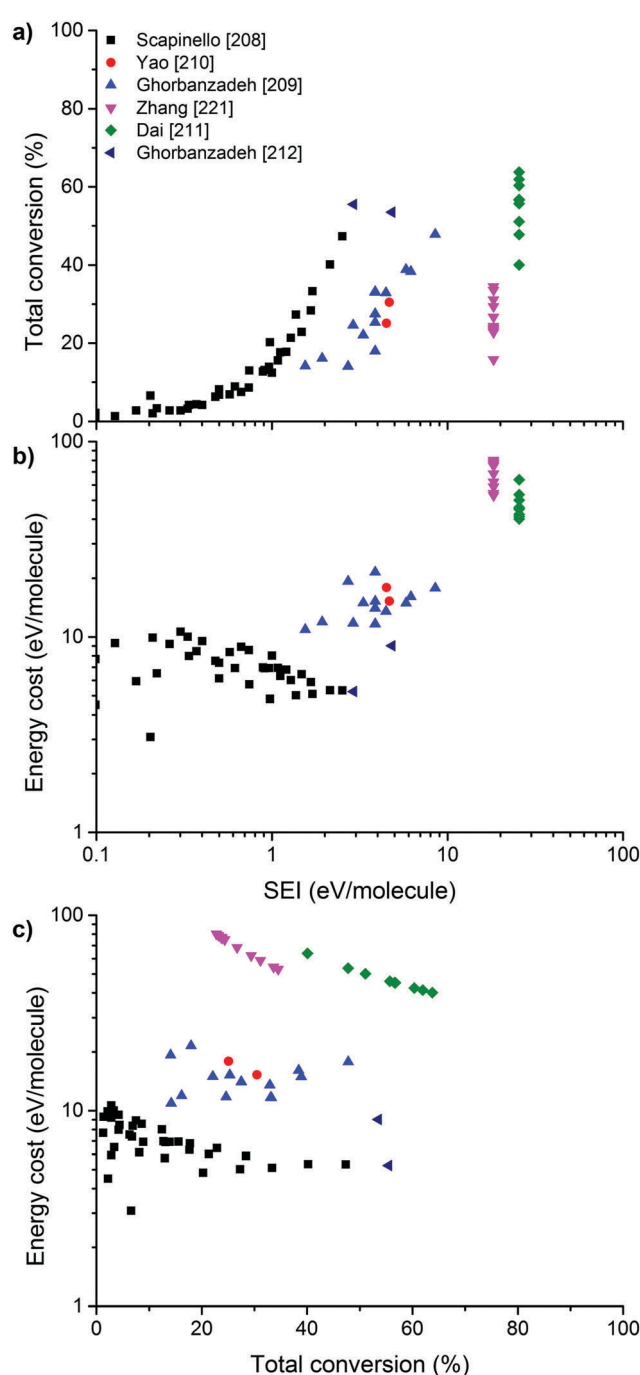 a)
100
80
60
40
20
0
Total conversion (%)
Scapinello [208]
Yao [210]
Ghorbanzadeh [209]
Zhang [221]
Dai [211]
Ghorbanzadeh [212]
b)
100
10
1
Energy cost (eV/molecule)
0.1
1
10
100
SEI (eV/molecule)
c)
100
10
1
Energy cost (eV/molecule)
0
20
40
60
80
100
Total conversion (%)